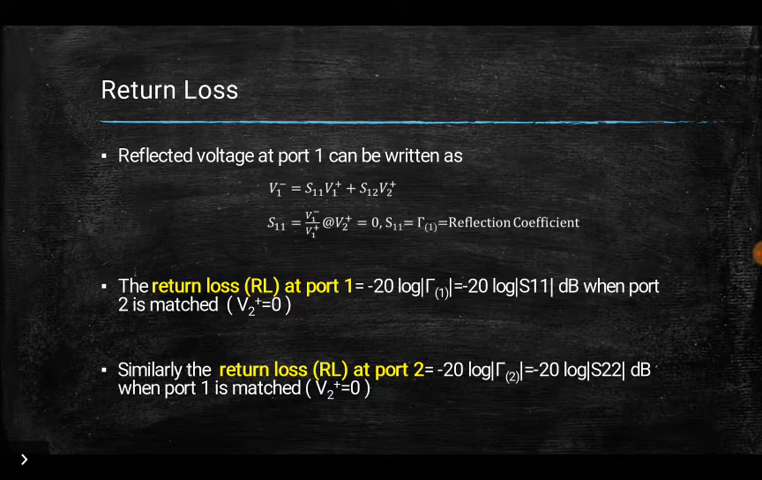 Return Loss
▪ Reflected voltage at port 1 can be written as
V₁⁻ = S₁₁V₁⁺ + S₁₂V₂⁺
S₁₁ = V₁⁻/V₁⁺ @V₂⁺ = 0, S₁₁= Γ₍₁₎=Reflection Coefficient
▪ The return loss (RL) at port 1= -20 log|Γ₍₁₎|=-20 log|S11| dB when port
2 is matched ( V₂⁺=0 )
▪ Similarly the return loss (RL) at port 2= -20 log|Γ₍₂₎|=-20 log|S22| dB
when port 1 is matched ( V₂⁺=0 )